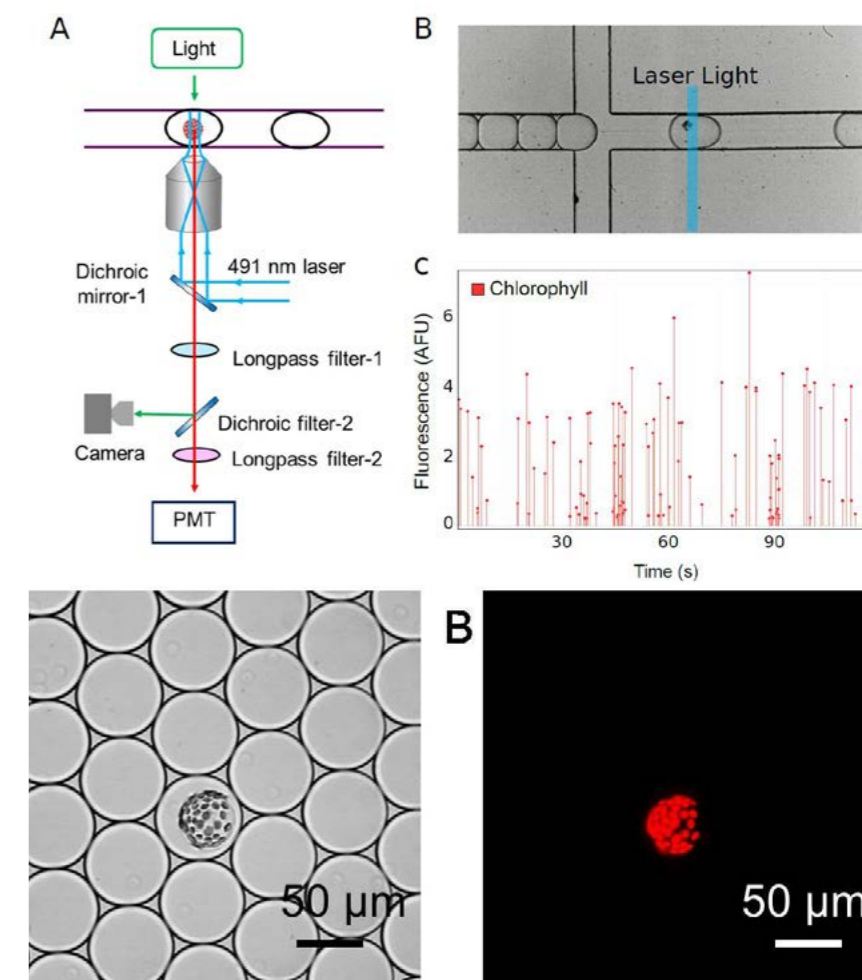 A
Light
Dichroic
mirror-1
491 nm laser
Longpass filter-1
Dichroic filter-2
Camera
Longpass filter-2
PMT
B
Laser Light
C
Chlorophyll
Fluorescence (AFU)
6
4
2
0
30
60
90
Time (s)
50 μm
B
50 μm